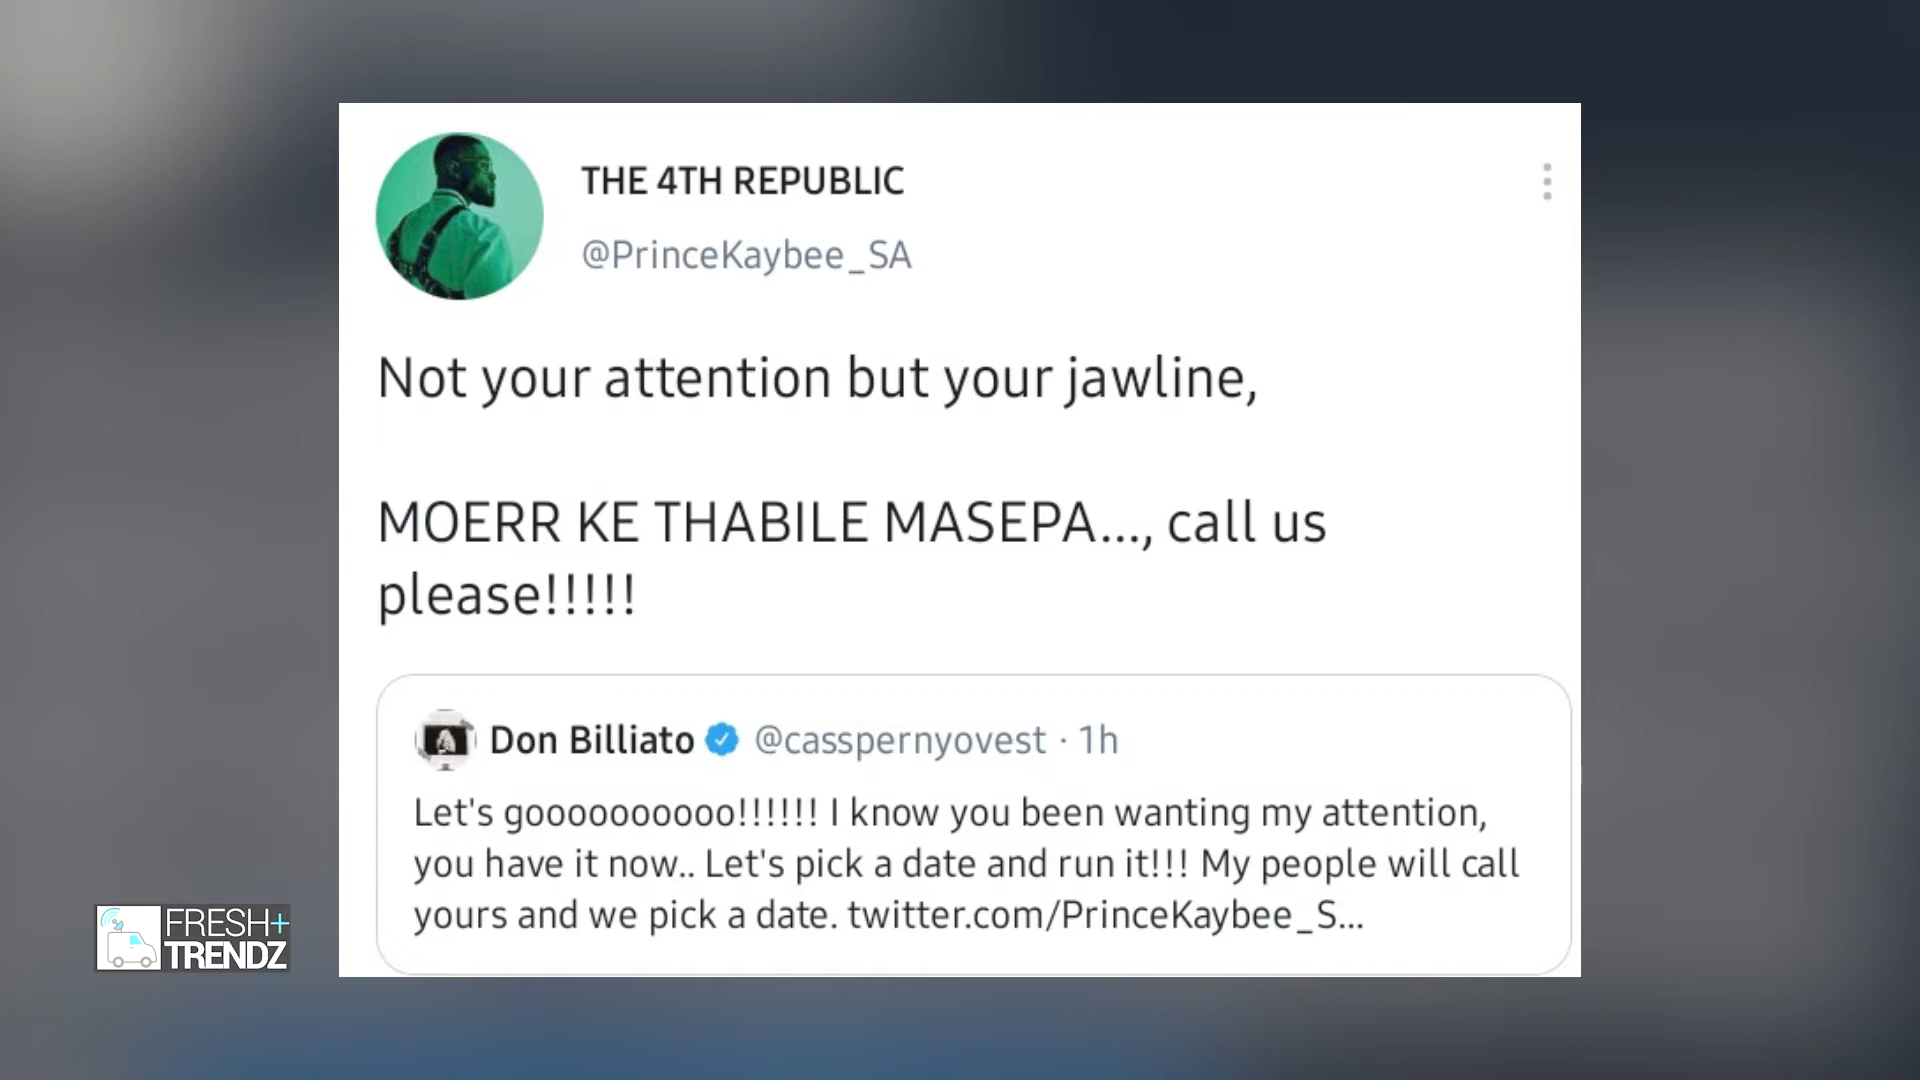 THE 4TH REPUBLIC
@PrinceKaybee_SA
Not your attention but your jawline,
MOERR KE THABILE MASEPA..., call us
please!!!!!
Don Billiato @casspernyovest · 1h
Let's goooooooooo!!!!!! I know you been wanting my attention,
you have it now.. Let's pick a date and run it!!! My people will call
yours and we pick a date. twitter.com/PrinceKaybee_S...
FRESH+
TRENDZ